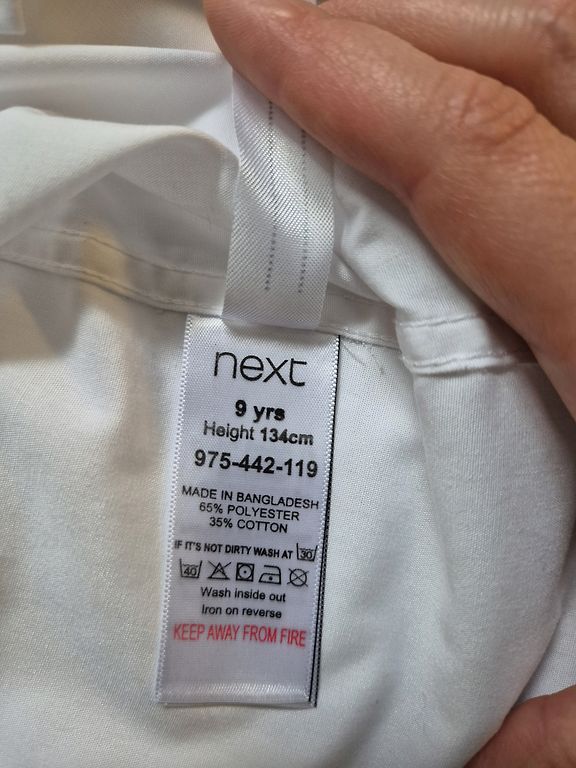 next
9 yrs
Height 134cm
975-442-119
MADE IN BANGLADESH
65% POLYESTER
35% COTTON
IF IT'S NOT DIRTY WASH AT 30
40
Wash inside out
Iron on reverse
KEEP AWAY FROM FIRE